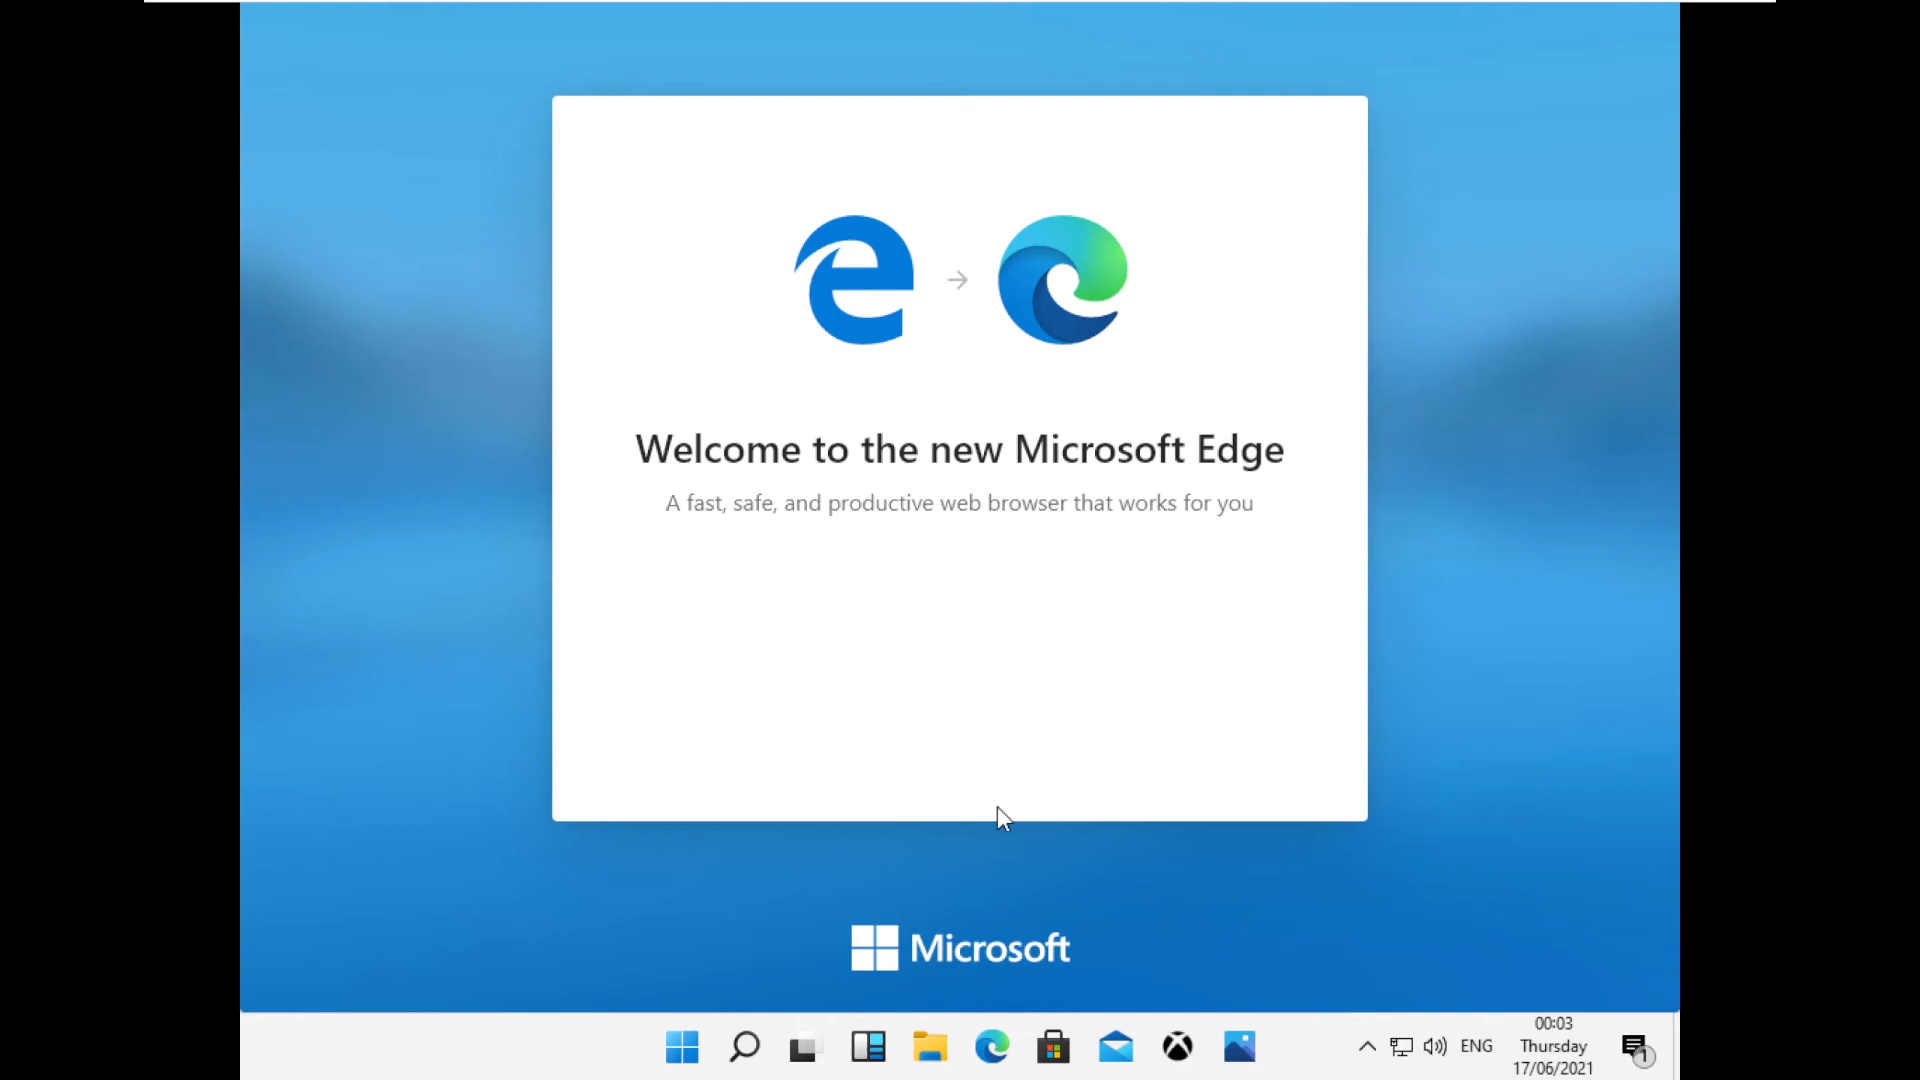 Welcome to the new Microsoft Edge
A fast, safe, and productive web browser that works for you
Microsoft
ENG
00:03
Thursday
17/06/2021
1